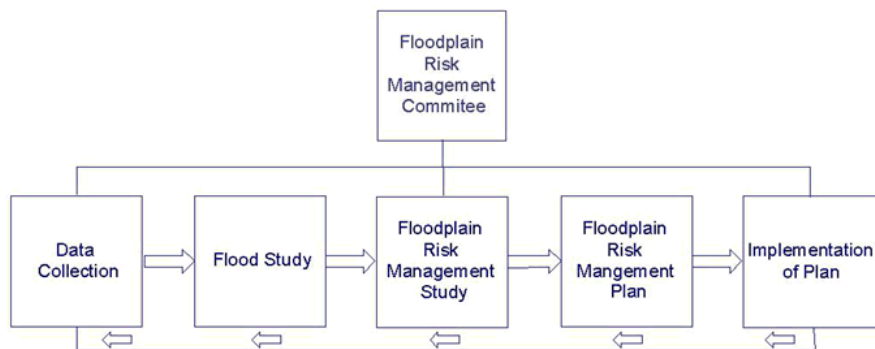 Floodplain
Risk
Management
Commitee
Data
Collection
Flood Study
Floodplain
Risk
Management
Study
Floodplain
Risk
Mangement
Plan
Implementation
of Plan